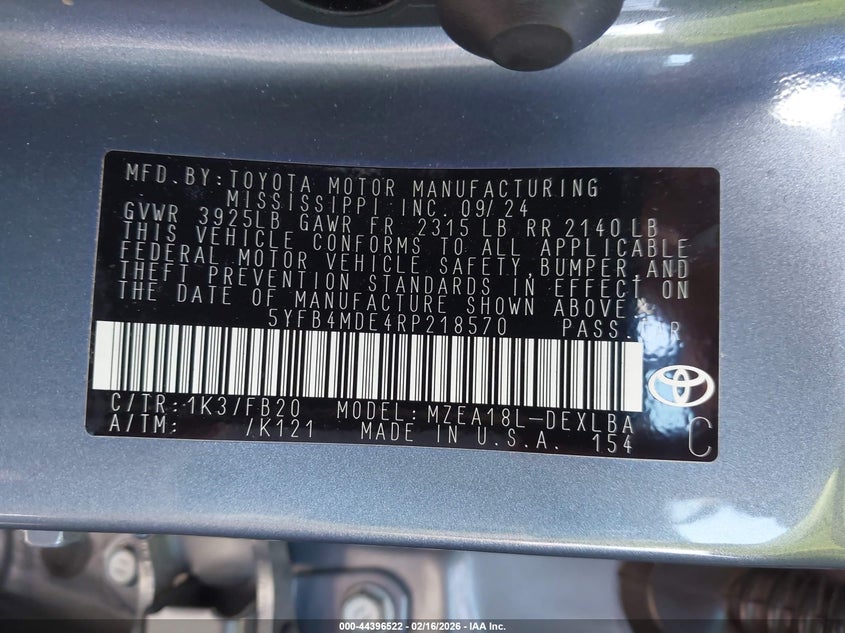 MFD.BY:TOYOTA MOTOR MANUFACTURING
MISSISSIPPI INC. 09/24
GVWR 3925LB GAWR FR 2315 LB RR 2140 LB
THIS VEHICLE CONFORMS TO ALL APPLICABLE
FEDERAL MOTOR VEHICLE SAFETY,BUMPER,AND
THEFT PREVENTION STANDARDS IN EFFECT ON
THE DATE OF MANUFACTURE SHOWN ABOVE.
5YFB4MDE4RP218570 PASS.
C/TR:1K3/FB20 MODEL:MZEA18L-DEXLBA
A/TM: /K121 MADE IN U.S.A. 154
C
000-44396522 — 02/16/2026 — IAA Inc.